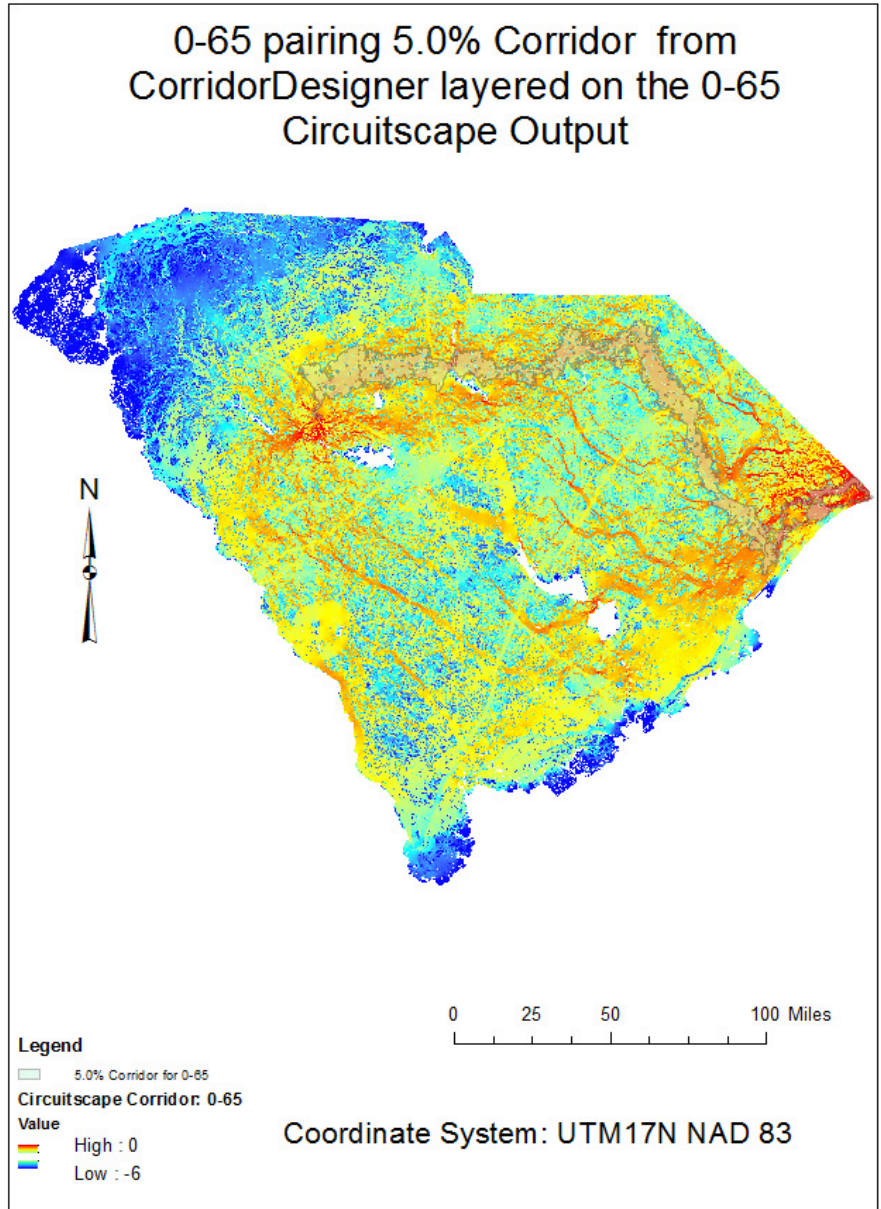 0-65 pairing 5.0% Corridor from
CorridorDesigner layered on the 0-65
Circuitscape Output
N
0 25 50 100 Miles
Legend
5.0% Corridor for 0-65
Circuitscape Corridor: 0-65
Value
High : 0
Low : -6
Coordinate System: UTM17N NAD 83